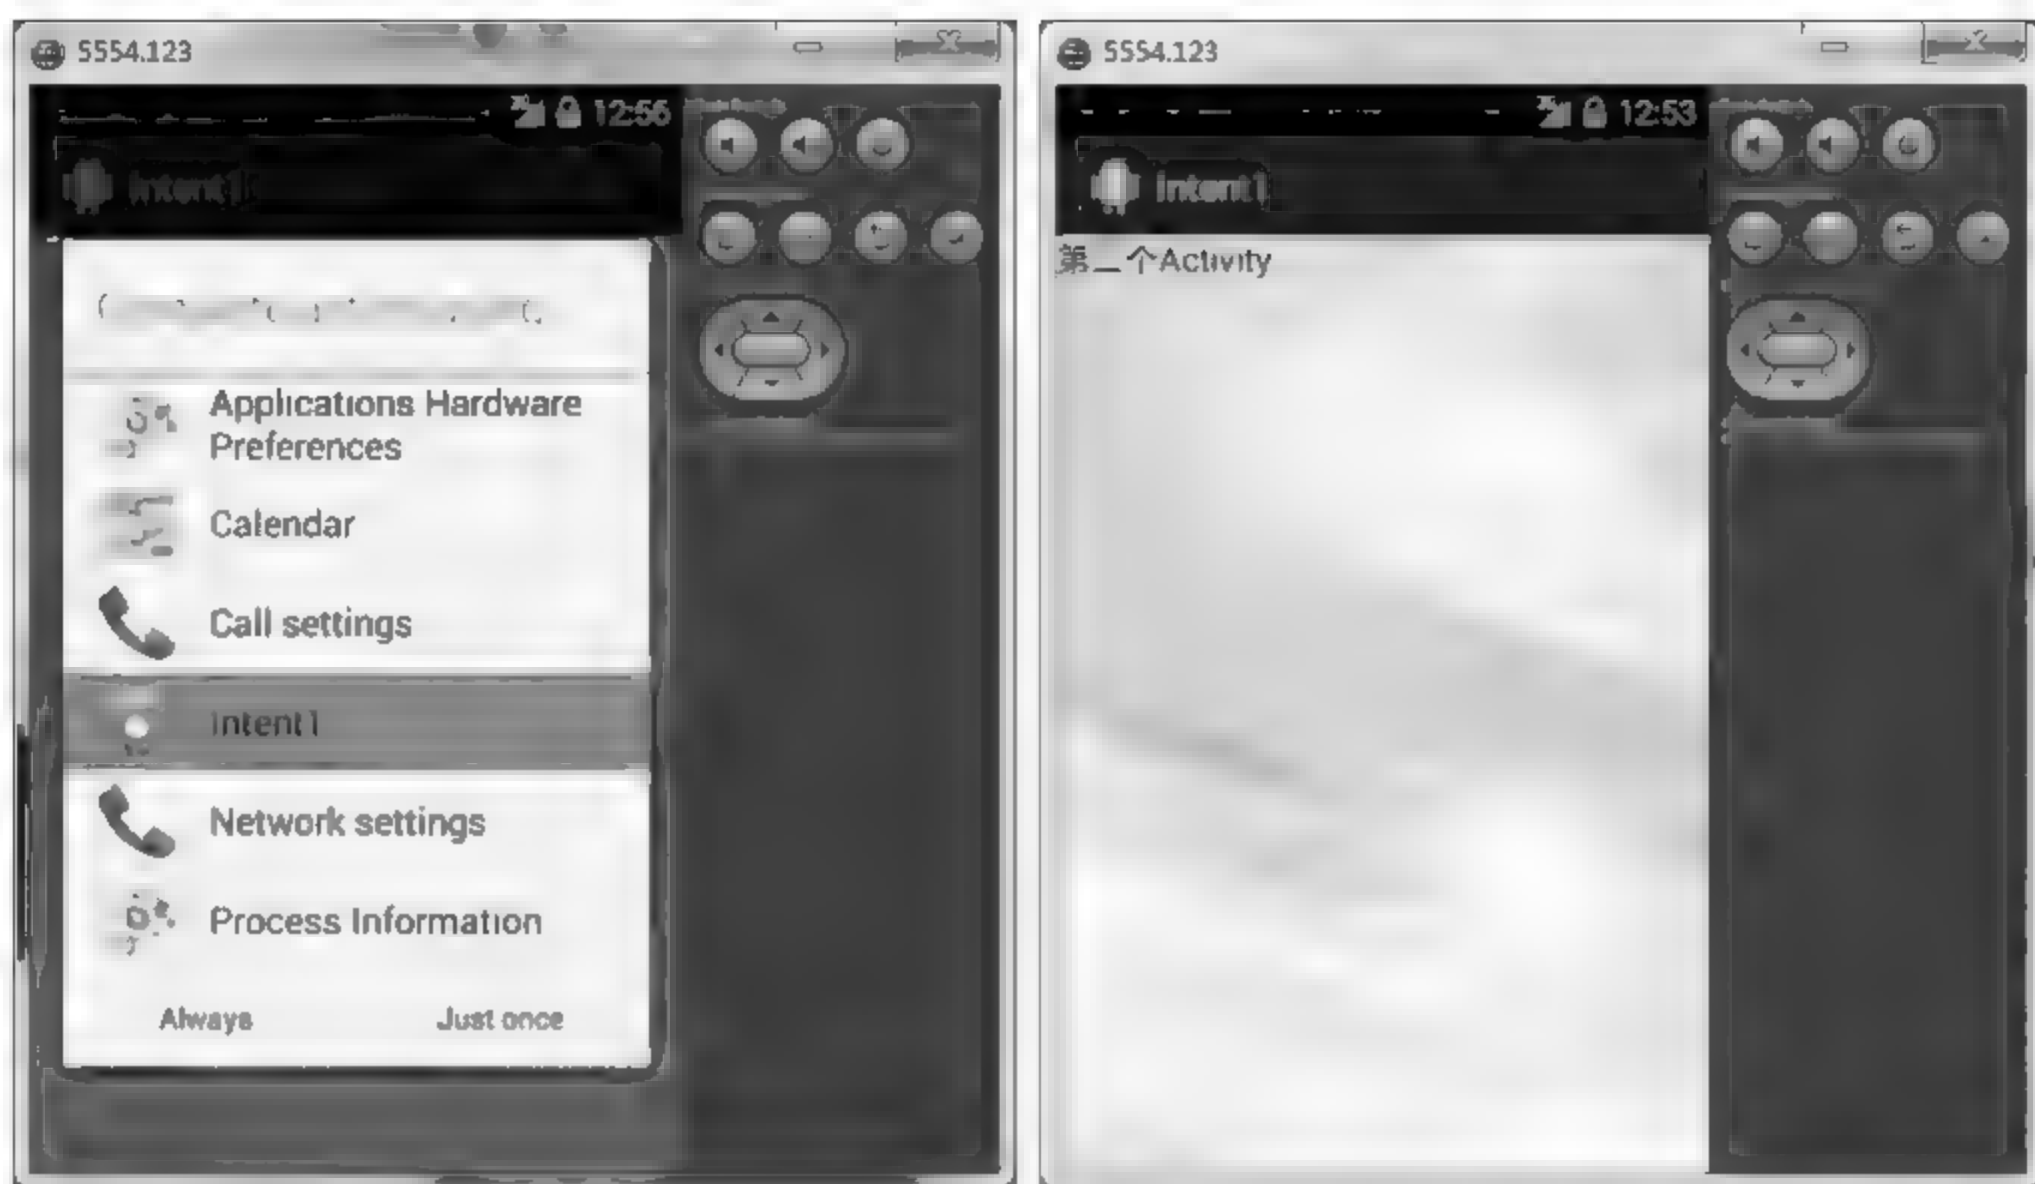 5554:123
12:56
Intent1
Applications Hardware
Preferences
Calendar
Call settings
Intent1
Network settings
Process Information
Always
Just once
5554:123
12:53
Intent1
第二个Activity